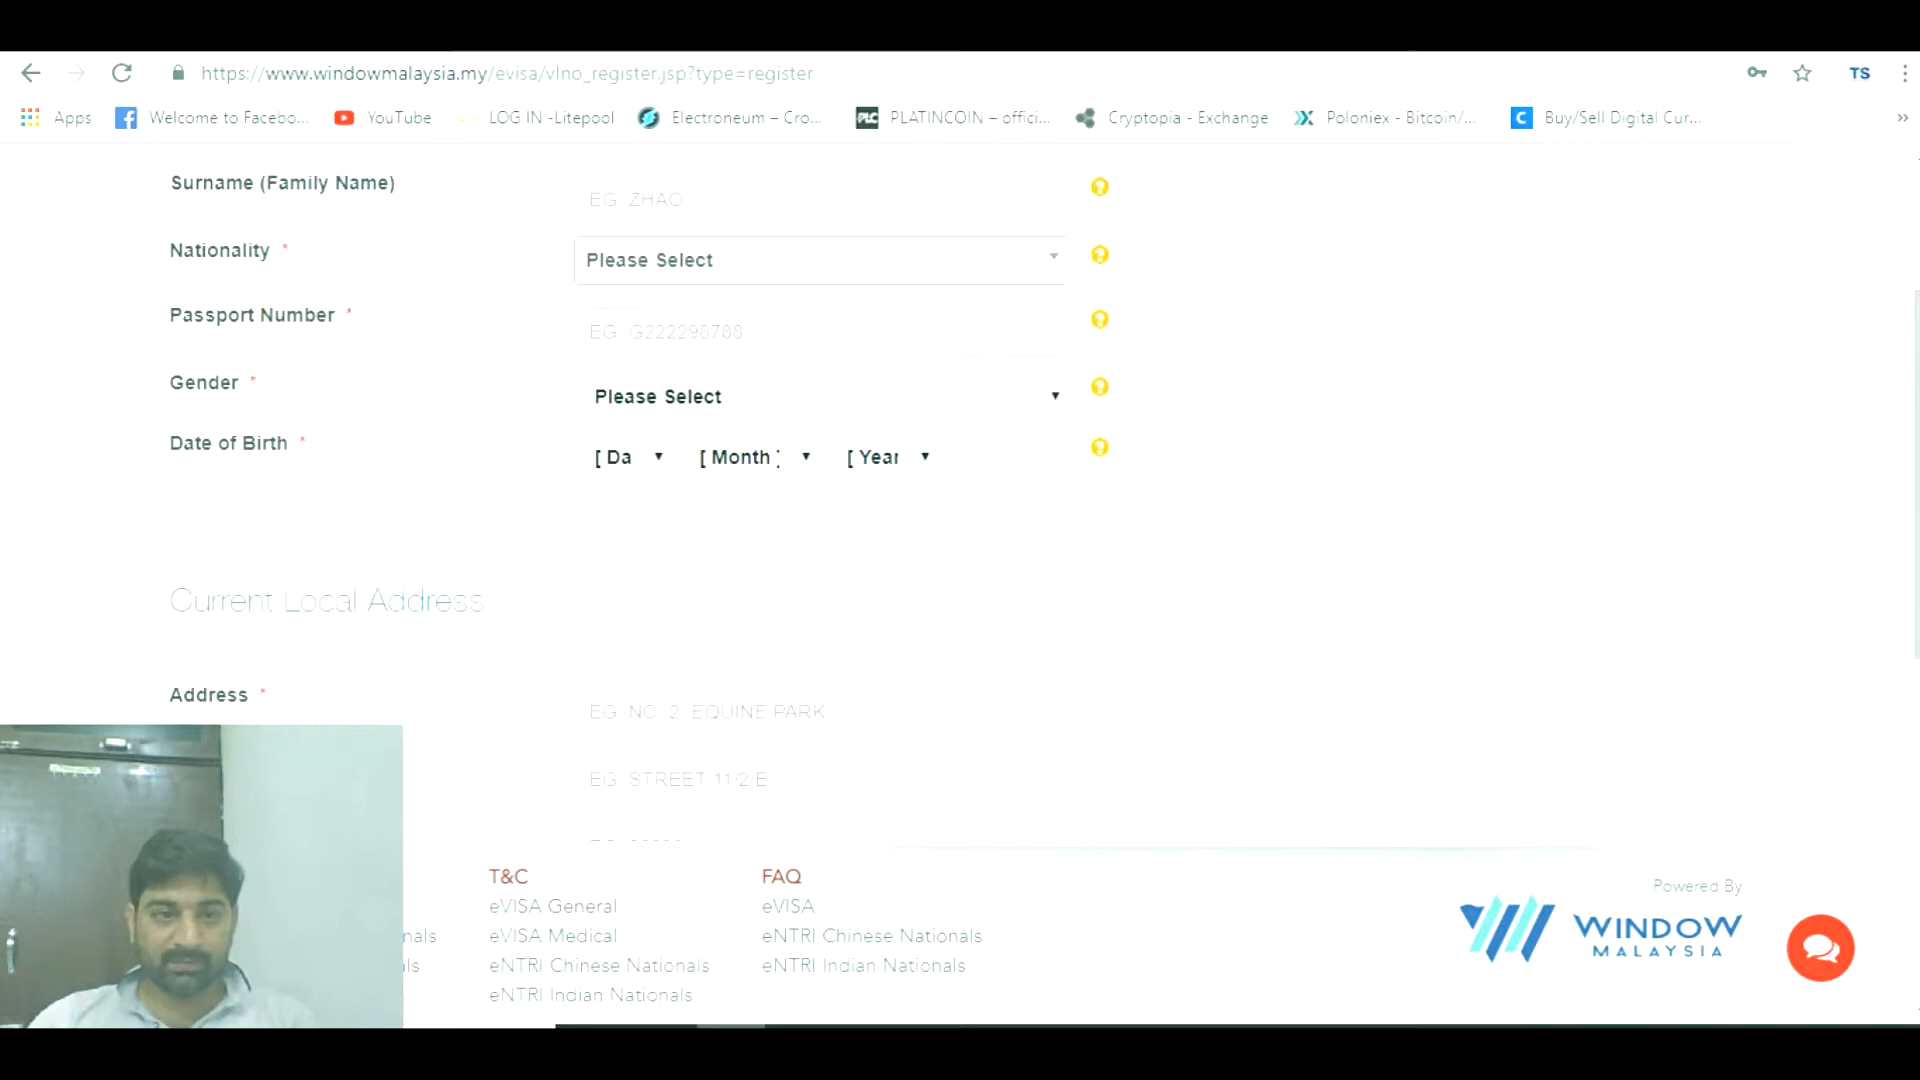 https://www.windowmalaysia.my/evisa/vlno_register.jsp?type=register
TS
Apps
Welcome to Facebo...
YouTube
LOG IN -Litepool
Electroneum – Cro...
PLC
PLATINCOIN – offici...
Cryptopia - Exchange
Poloniex - Bitcoin/...
C
Buy/Sell Digital Cur...
»
Surname (Family Name)
EG. ZHAO
Nationality *
Please Select
Passport Number *
EG. G222298788
Gender *
Please Select
Date of Birth *
[ Da
[ Month ]
[ Year
Current Local Address
Address *
EG. NO. 2, EQUINE PARK
EG. STREET 11/2/E
T&C
eVISA General
eVISA Medical
eNTRI Chinese Nationals
eNTRI Indian Nationals
nals
ls
FAQ
eVISA
eNTRI Chinese Nationals
eNTRI Indian Nationals
Powered By
WINDOW
MALAYSIA